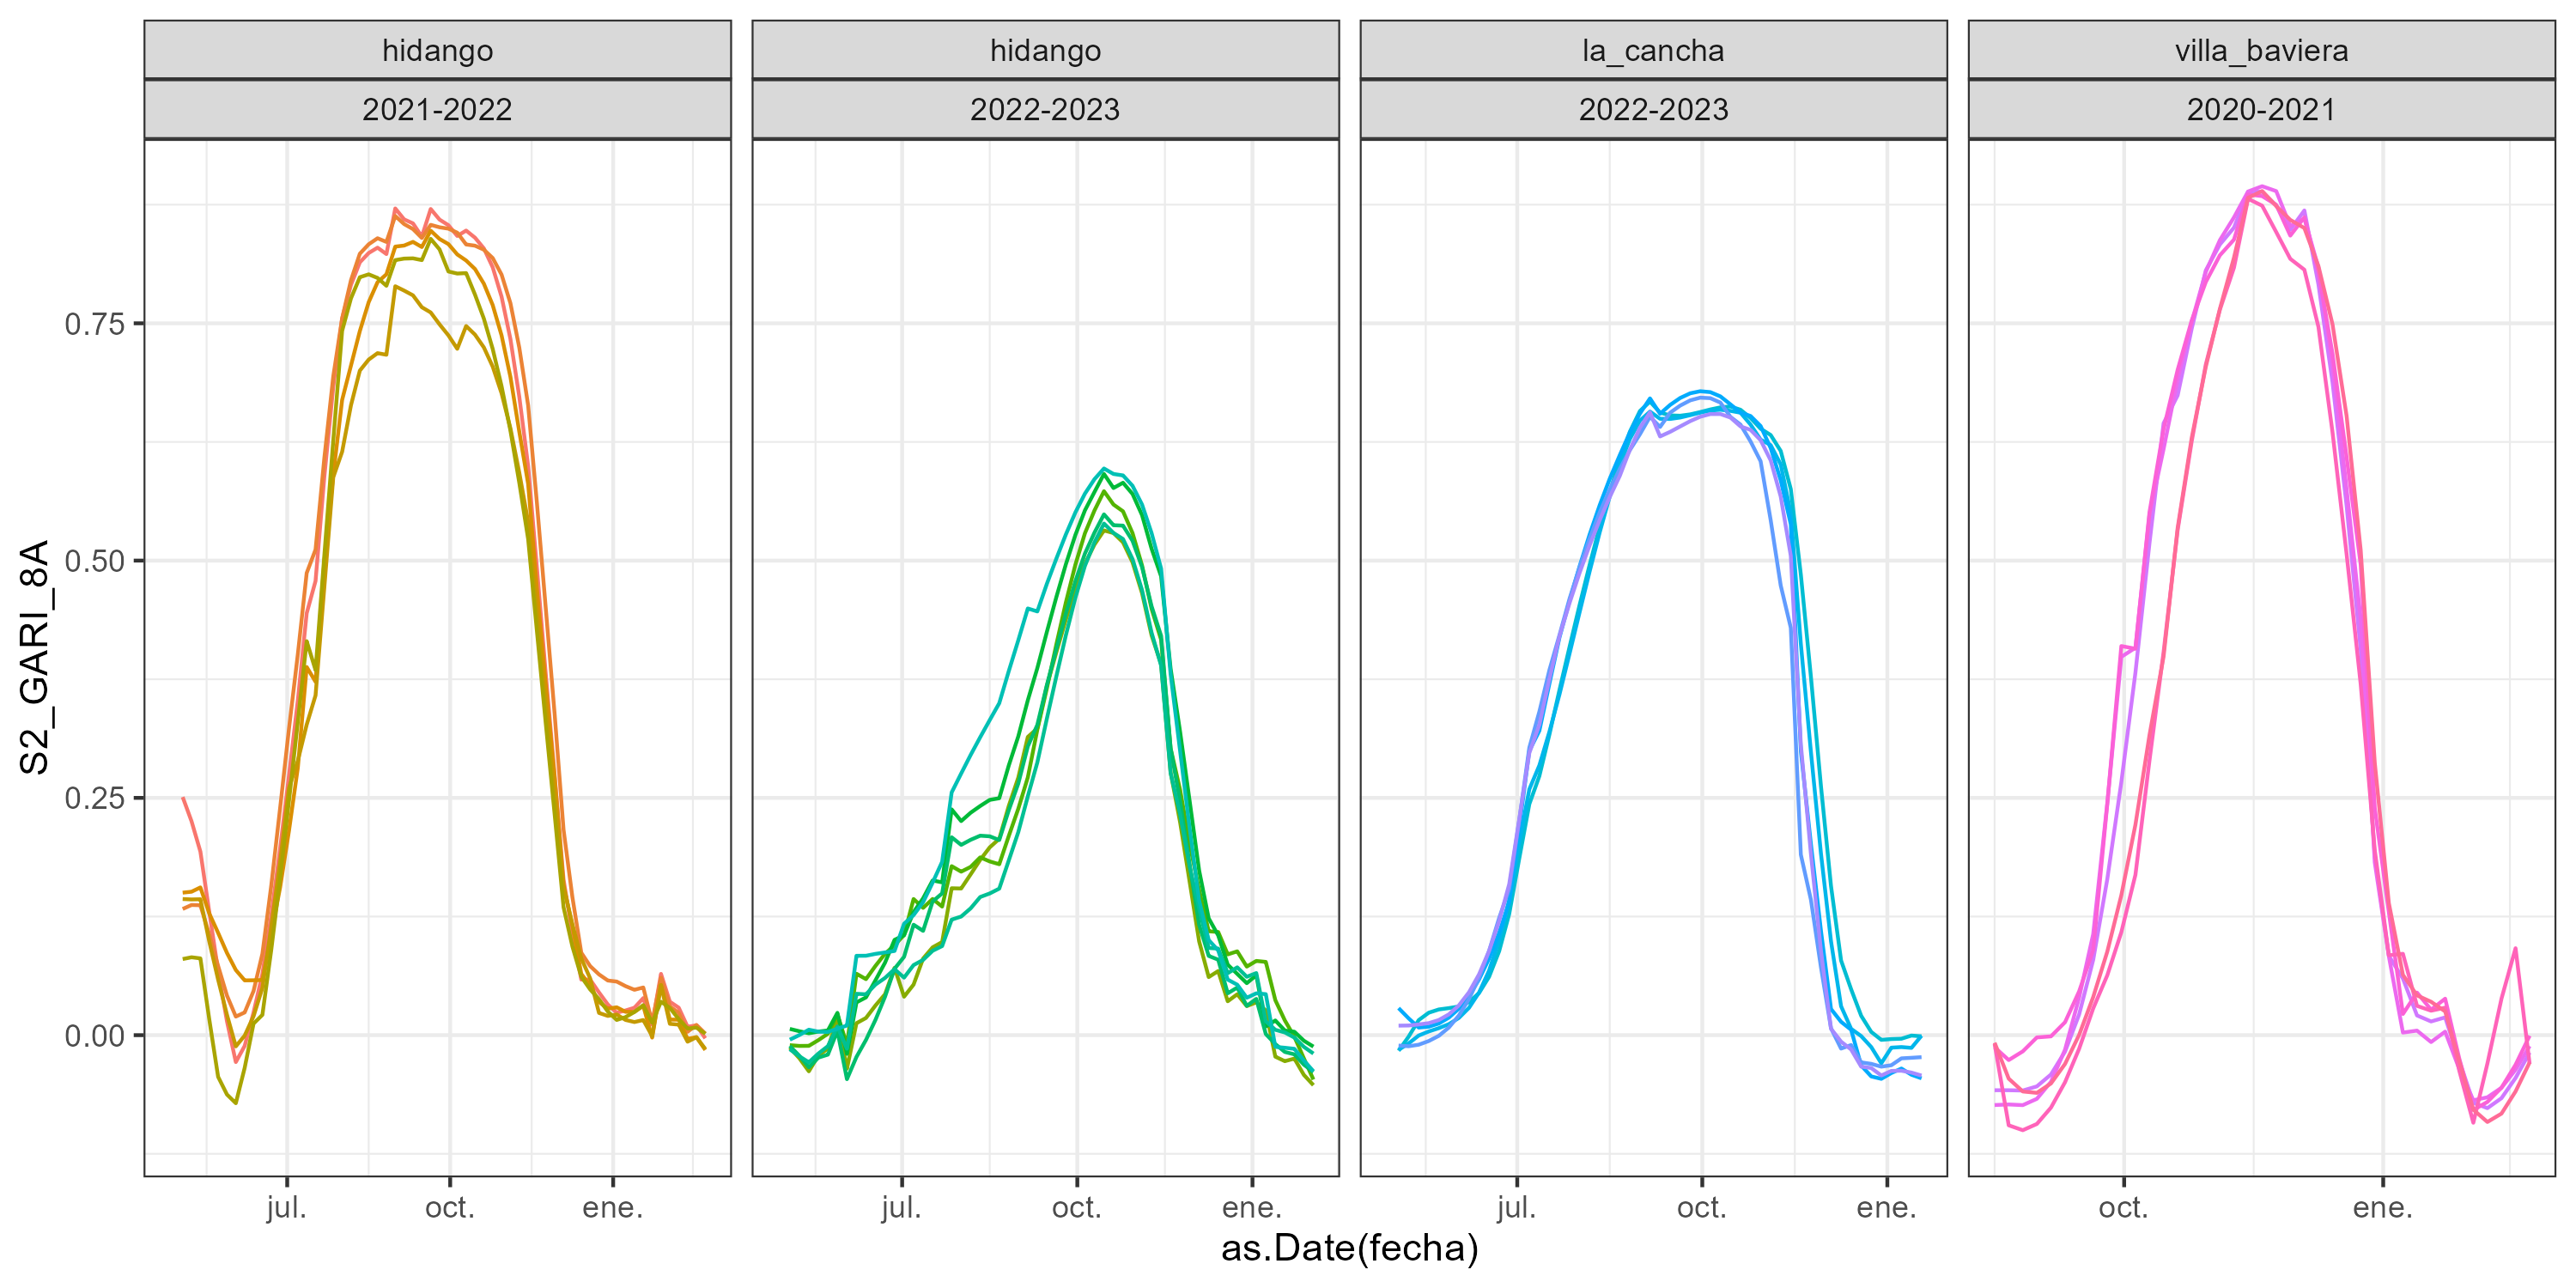 hidango
hidango
la_cancha
villa_baviera
2021-2022
2022-2023
2022-2023
2020-2021
S2_GARI_8A
0.75
0.50
0.25
0.00
jul.
oct.
ene.
jul.
oct.
ene.
jul.
oct.
ene.
oct.
ene.
as.Date(fecha)